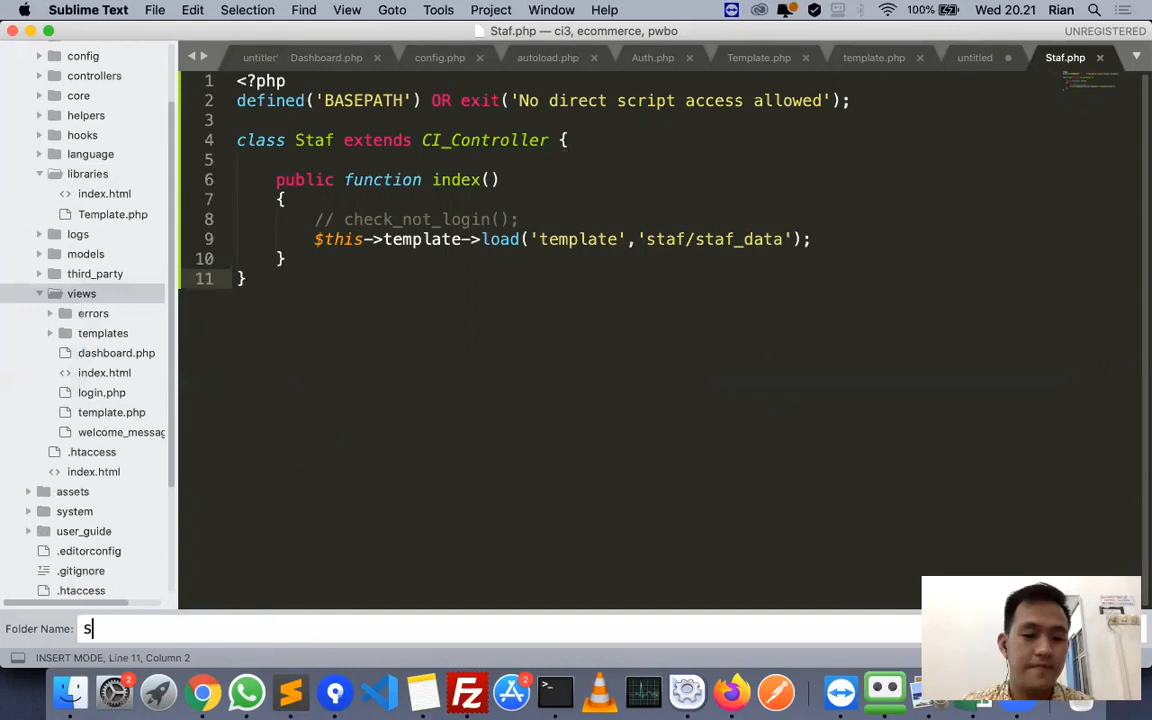 Sublime Text File Edit Selection Find View Goto Tools Project Window Help 100% Wed 20.21 Rian
Staf.php — ci3, ecommerce, pwbo UNREGISTERED
untitle Dashboard.php config.php autoload.php Auth.php Template.php template.php untitled Staf.php
config
controllers
core
helpers
hooks
language
libraries
<> index.html
Template.php
logs
models
third_party
views
errors
templates
dashboard.php
<> index.html
login.php
template.php
welcome_messag
.htaccess
<> index.html
assets
system
user_guide
.editorconfig
.gitignore
.htaccess
1 <?php
2 defined('BASEPATH') OR exit('No direct script access allowed');
3
4 class Staf extends CI_Controller {
5
6 public function index()
7 {
8 // check_not_login();
9 $this->template->load('template','staf/staf_data');
10 }
11 }
Folder Name: s
INSERT MODE, Line 11, Column 2
2 2